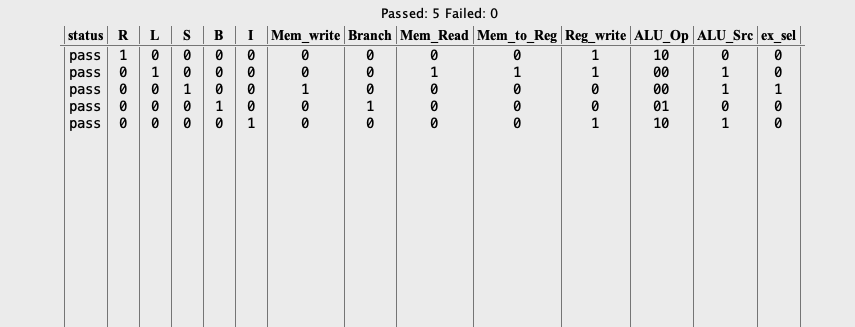 Passed: 5 Failed: 0
status R L S B I Mem_write Branch Mem_Read Mem_to_Reg Reg_write ALU_Op ALU_Src ex_sel
pass 1 0 0 0 0 0 0 0 0 1 10 0 0
pass 0 1 0 0 0 0 0 1 1 1 00 1 0
pass 0 0 1 0 0 1 0 0 0 0 00 1 1
pass 0 0 0 1 0 0 1 0 0 0 01 0 0
pass 0 0 0 0 1 0 0 0 0 1 10 1 0